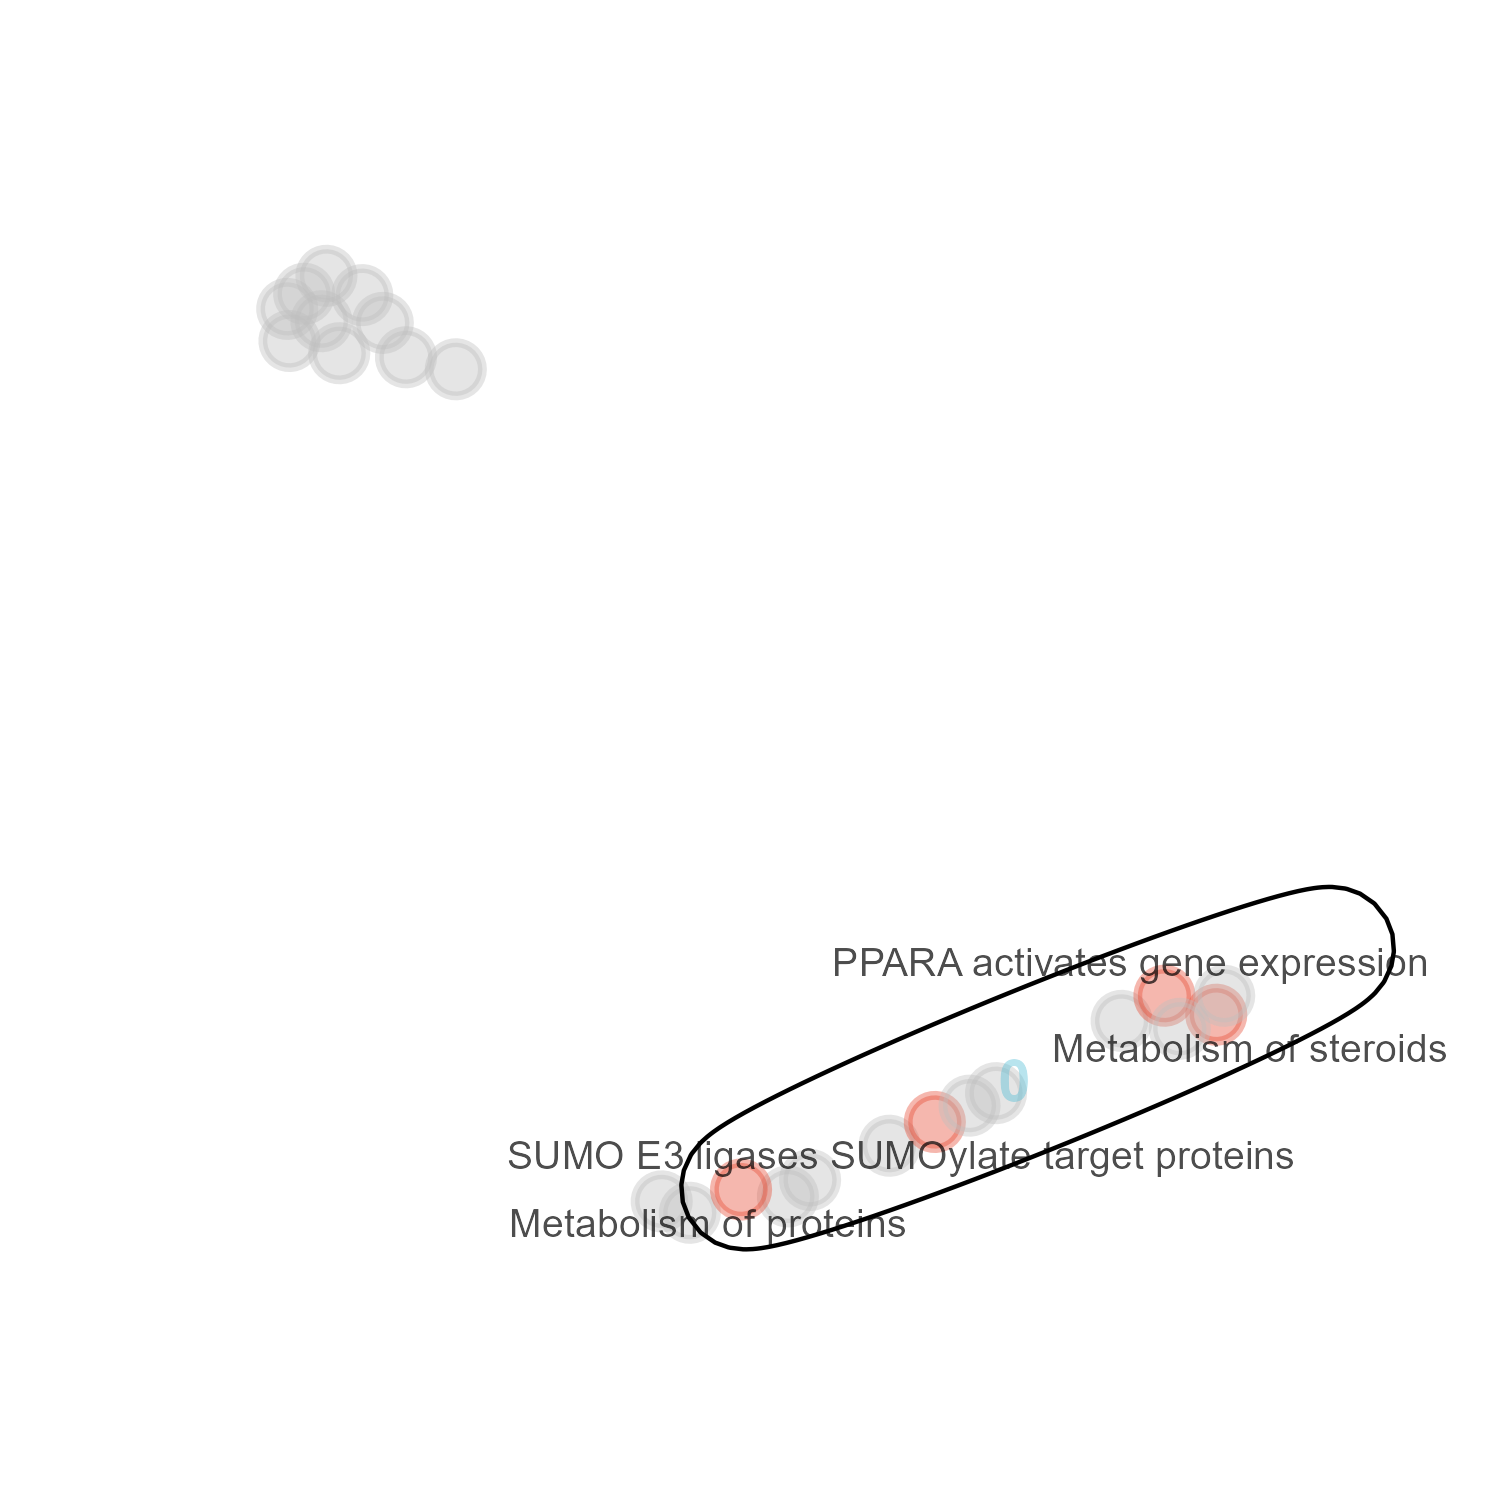 PPARA activates gene expression
Metabolism of steroids
0
SUMO E3 ligases SUMOylate target proteins
Metabolism of proteins